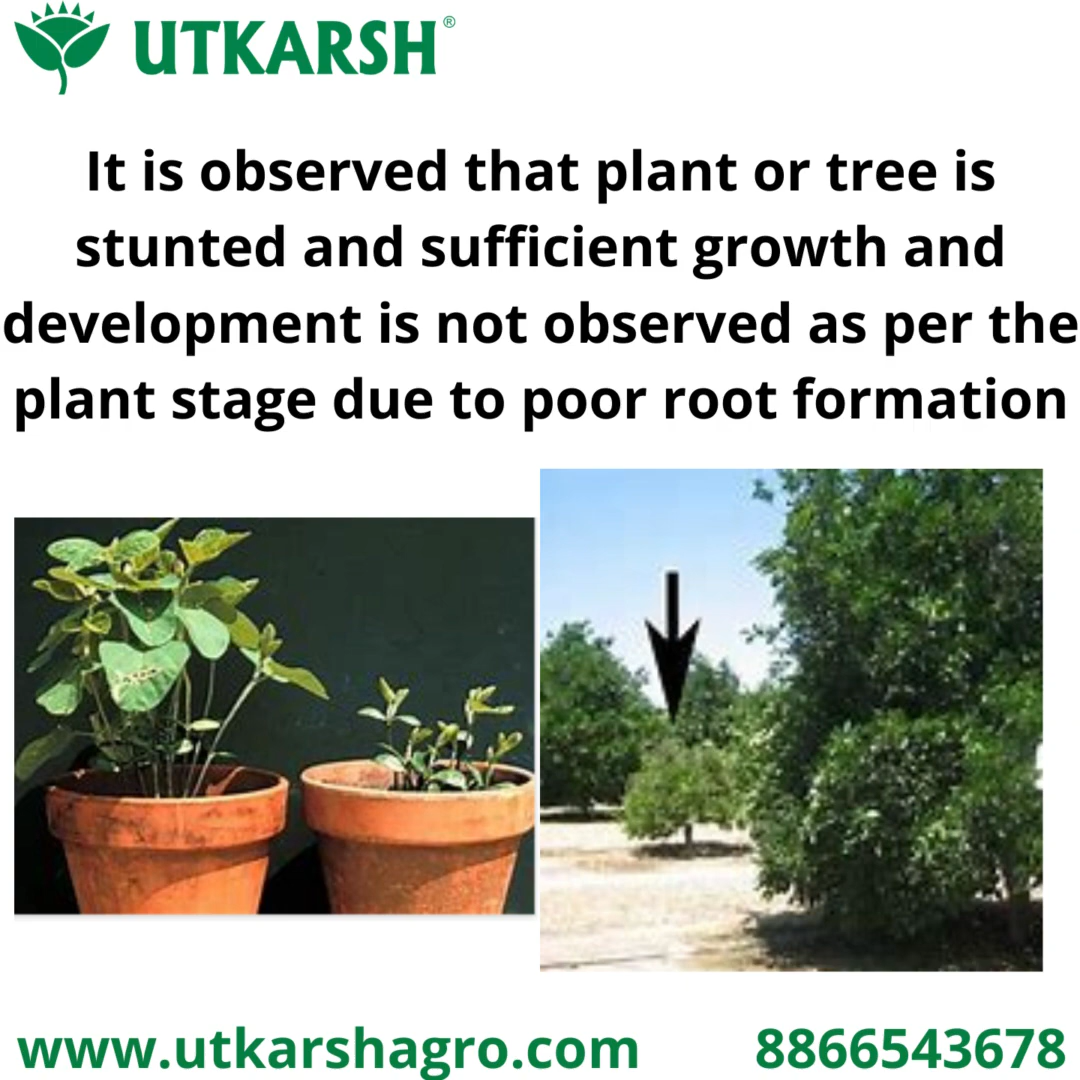 UTKARSH®
It is observed that plant or tree is
stunted and sufficient growth and
development is not observed as per the
plant stage due to poor root formation
www.utkarshagro.com 8866543678